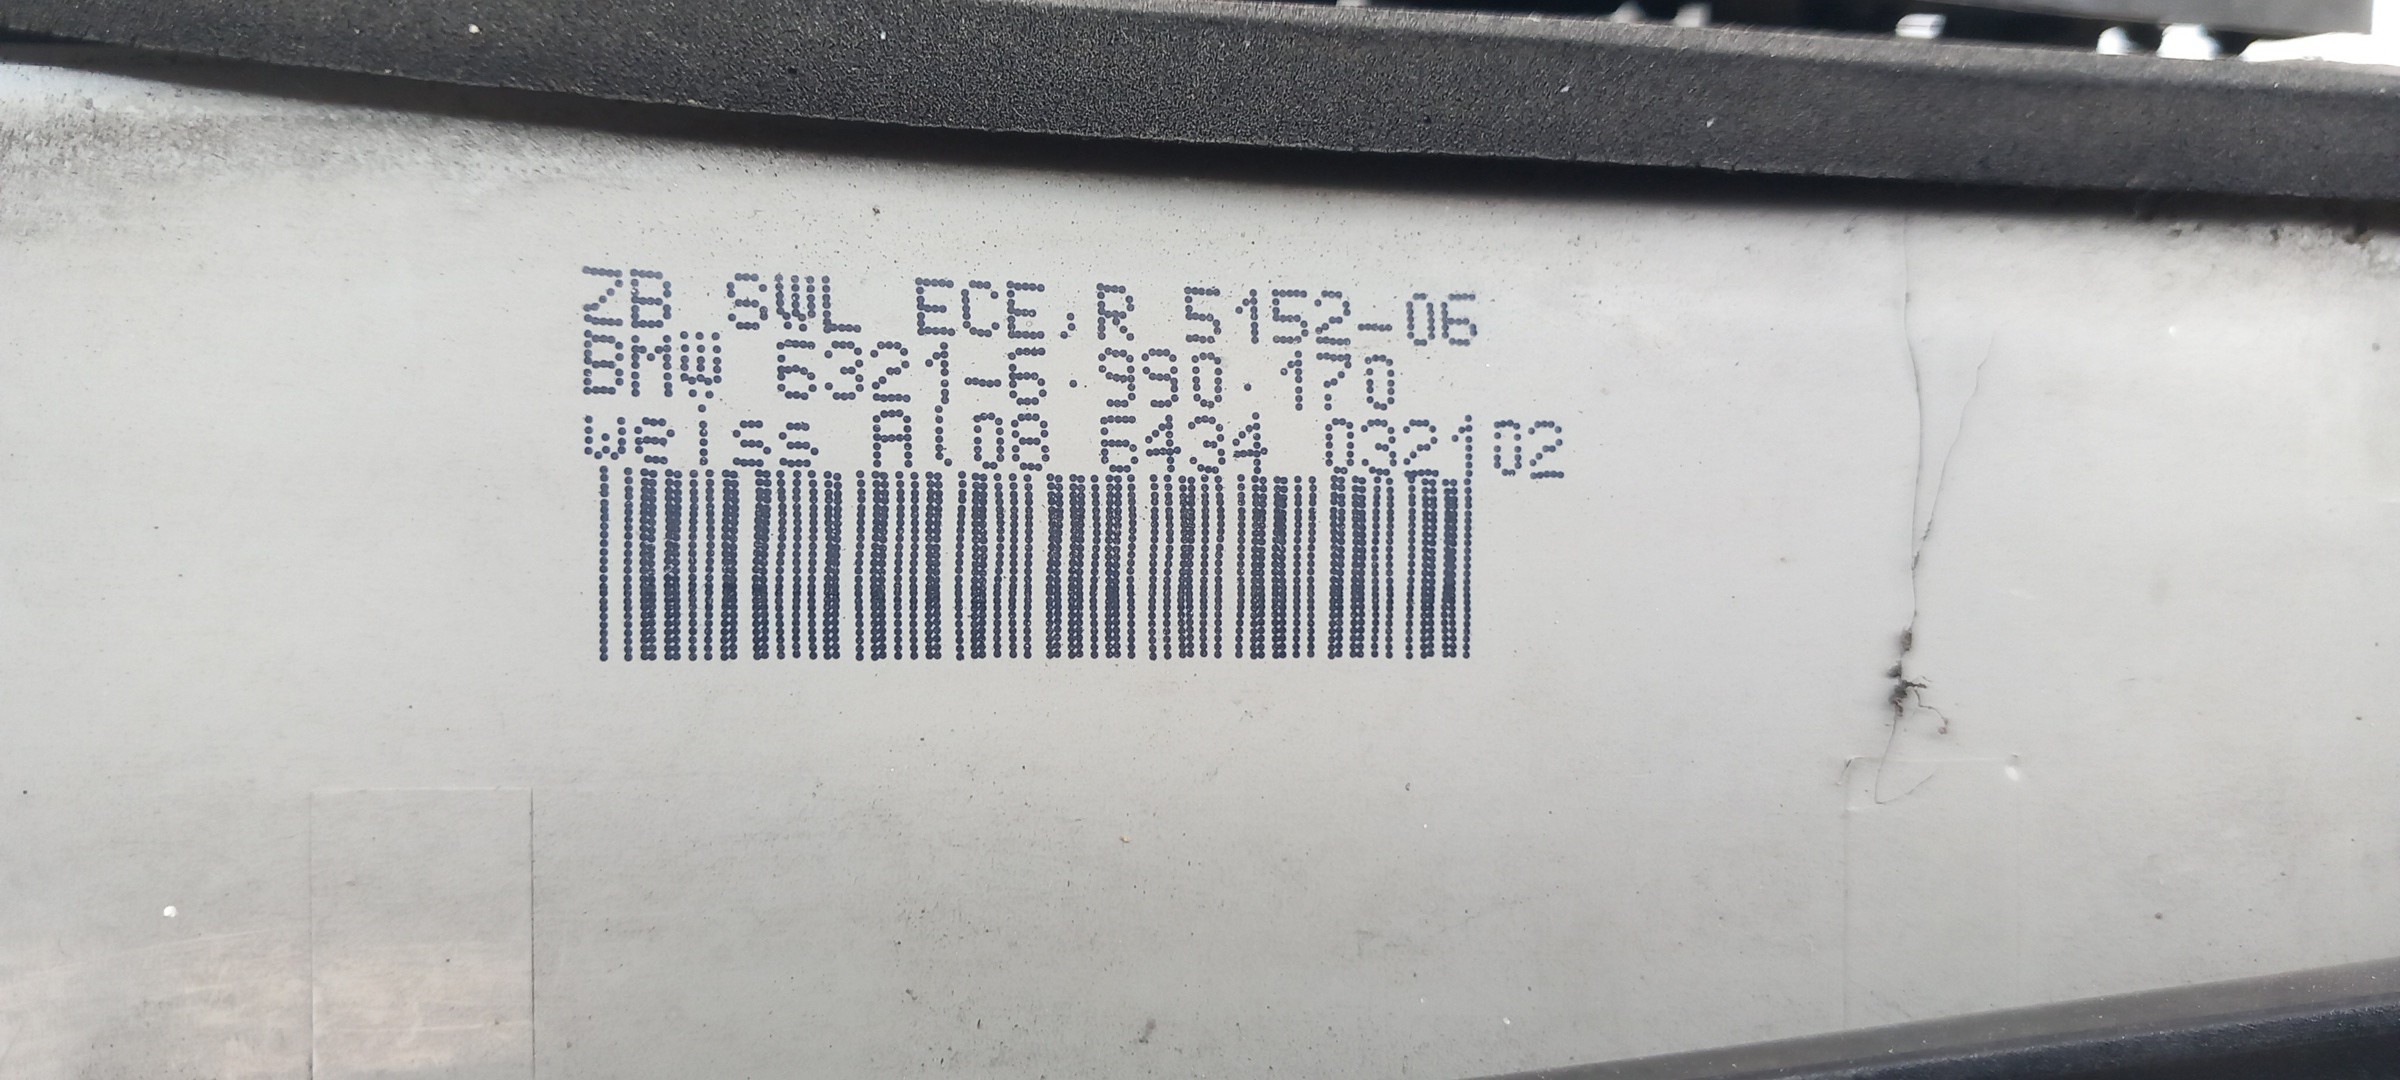 ZB SWL ECE,R 5152-06
BMW 6321-6.990.170
weiss AL08 6434 032102